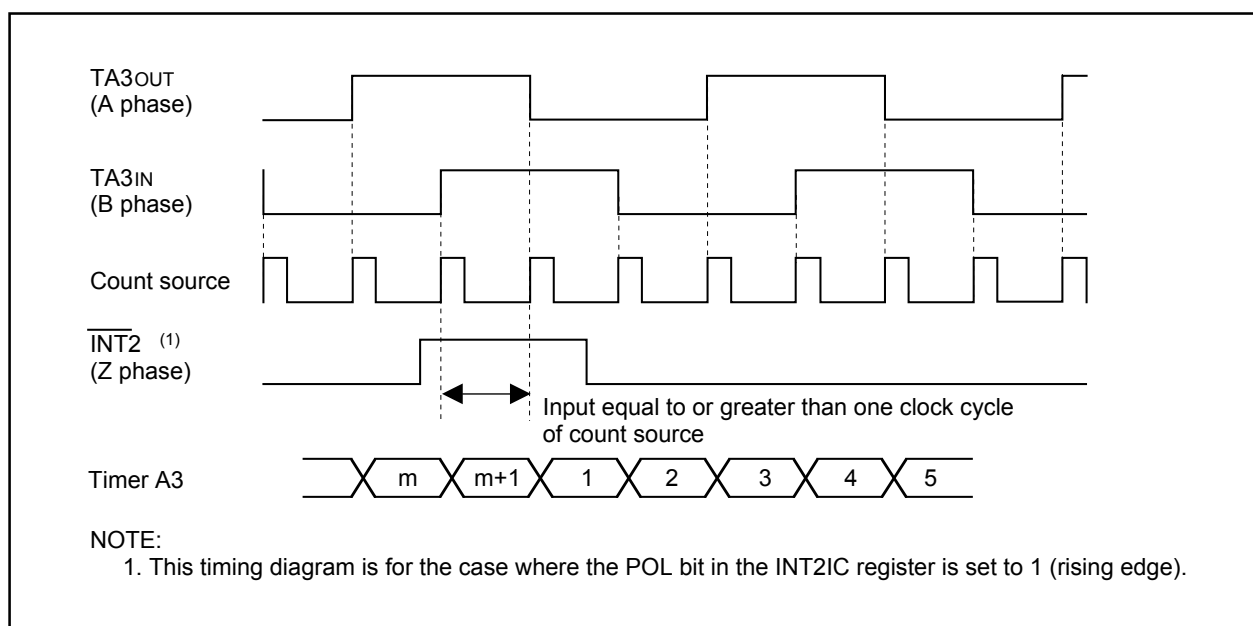 TA3OUT
(A phase)
TA3IN
(B phase)
Count source
INT2 (1)
(Z phase)
Input equal to or greater than one clock cycle
of count source
Timer A3 m m+1 1 2 3 4 5
NOTE:
1. This timing diagram is for the case where the POL bit in the INT2IC register is set to 1 (rising edge).